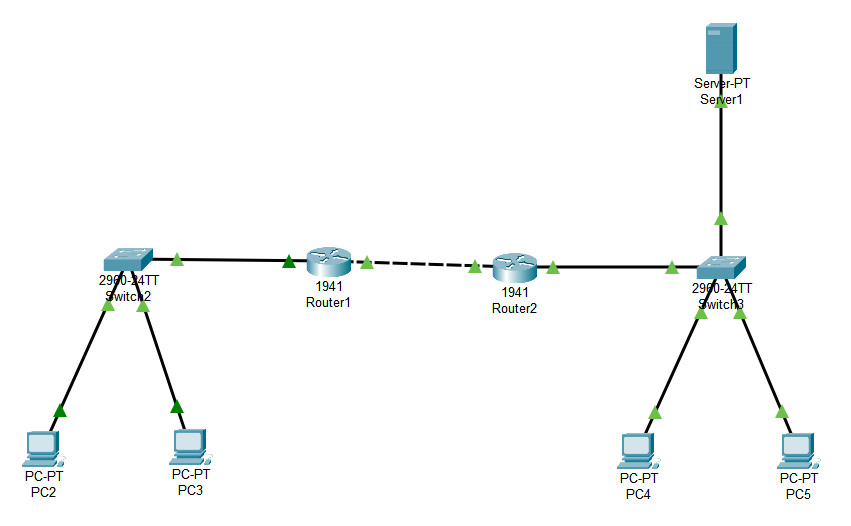 Server-PT
Server1
2960-24TT
Switch2
1941
Router1
1941
Router2
2960-24TT
Switch3
PC-PT
PC2
PC-PT
PC3
PC-PT
PC4
PC-PT
PC5